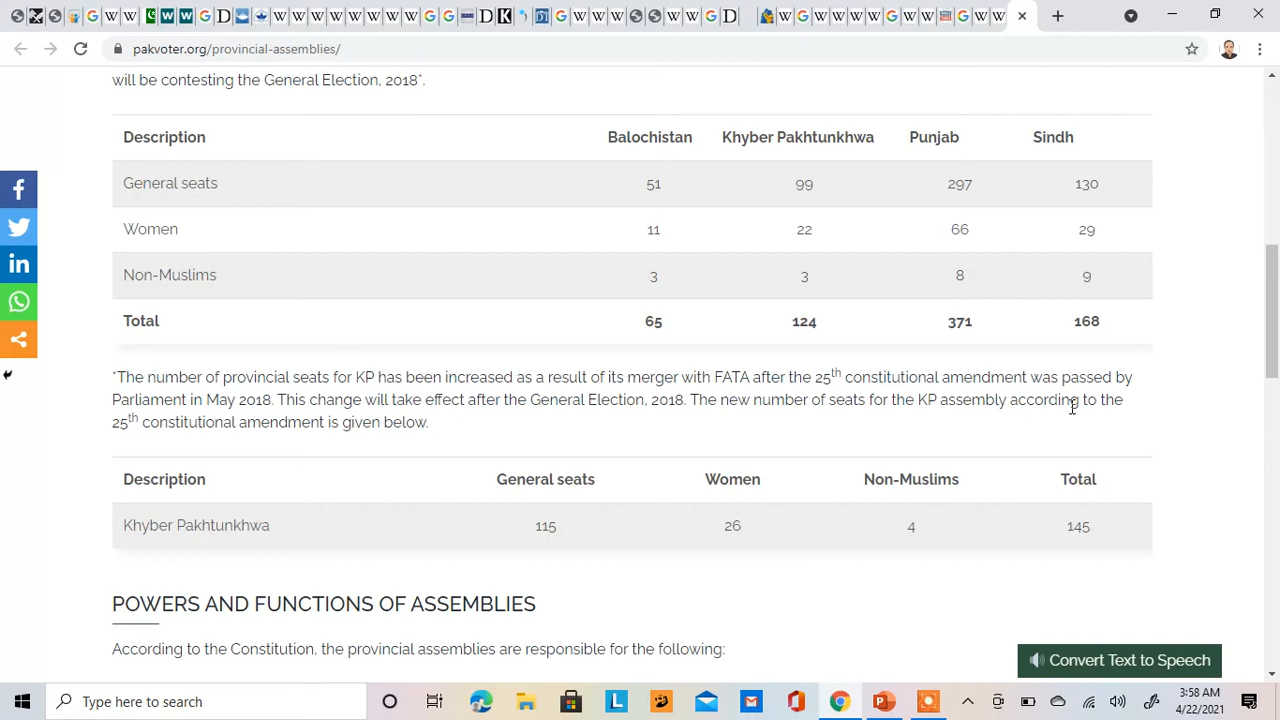 pakvoter.org/provincial-assemblies/
will be contesting the General Election, 2018*.
Description Balochistan Khyber Pakhtunkhwa Punjab Sindh
General seats 51 99 297 130
Women 11 22 66 29
Non-Muslims 3 3 8 9
Total 65 124 371 168
*The number of provincial seats for KP has been increased as a result of its merger with FATA after the 25th constitutional amendment was passed by
Parliament in May 2018. This change will take effect after the General Election, 2018. The new number of seats for the KP assembly according to the
25th constitutional amendment is given below.
Description General seats Women Non-Muslims Total
Khyber Pakhtunkhwa 115 26 4 145
POWERS AND FUNCTIONS OF ASSEMBLIES
According to the Constitution, the provincial assemblies are responsible for the following:
Convert Text to Speech
Type here to search
3:58 AM
4/22/2021